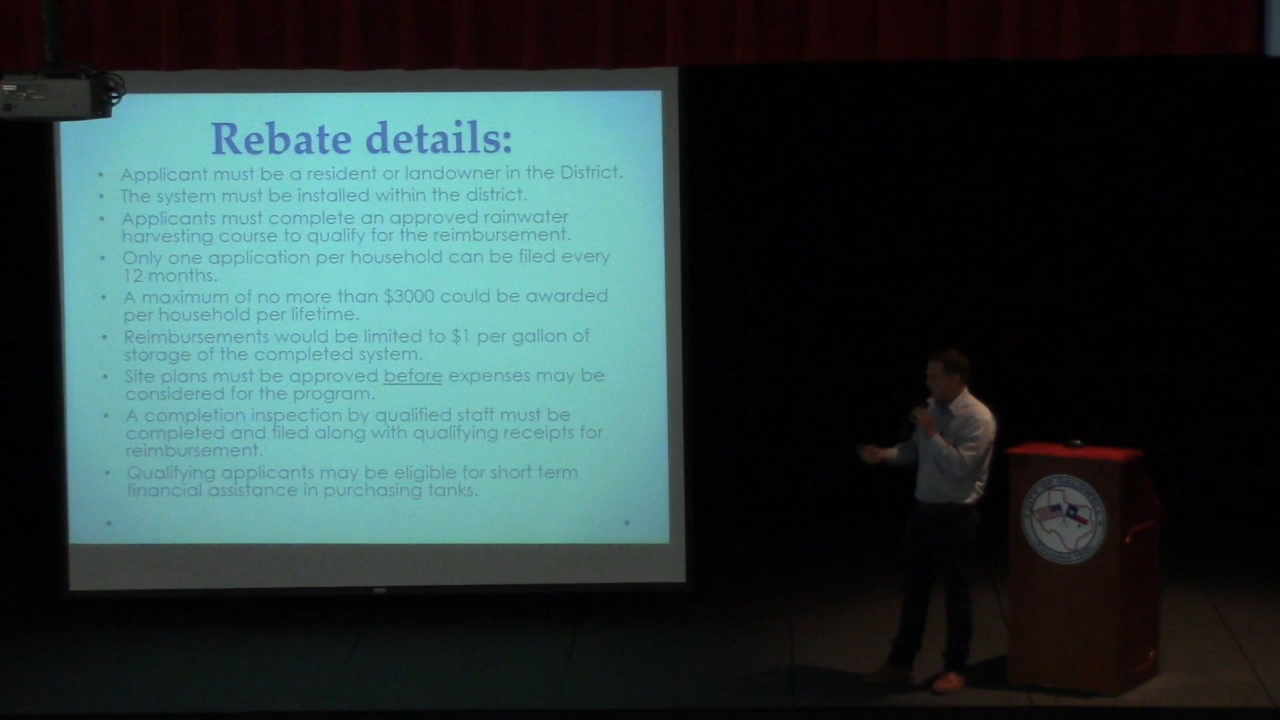 Rebate details:
• Applicant must be a resident or landowner in the District.
• The system must be installed within the district.
• Applicants must complete an approved rainwater
harvesting course to qualify for the reimbursement.
• Only one application per household can be filed every
12 months.
• A maximum of no more than $3000 could be awarded
per household per lifetime.
• Reimbursements would be limited to $1 per gallon of
storage of the completed system.
• Site plans must be approved before expenses may be
considered for the program.
• A completion inspection by qualified staff must be
completed and filed along with qualifying receipts for
reimbursement.
• Qualifying applicants may be eligible for short term
financial assistance in purchasing tanks.